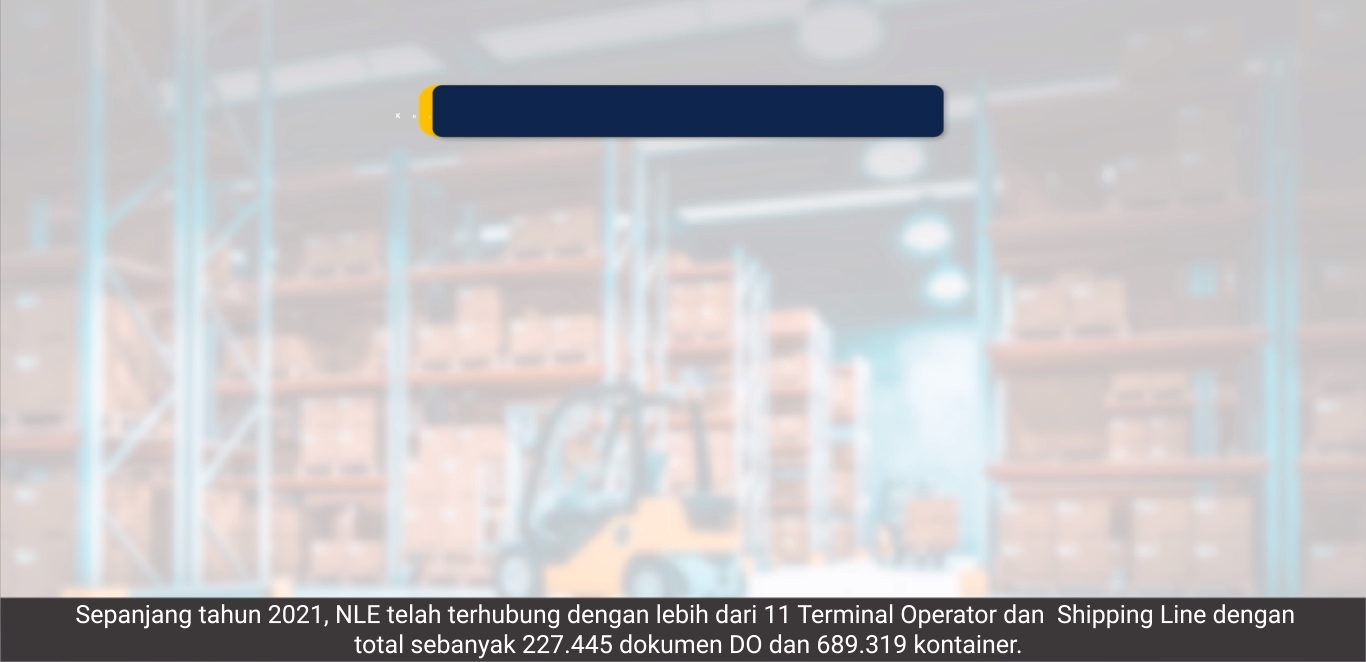 Sepanjang tahun 2021, NLE telah terhubung dengan lebih dari 11 Terminal Operator dan  Shipping Line dengan
total sebanyak 227.445 dokumen DO dan 689.319 kontainer.